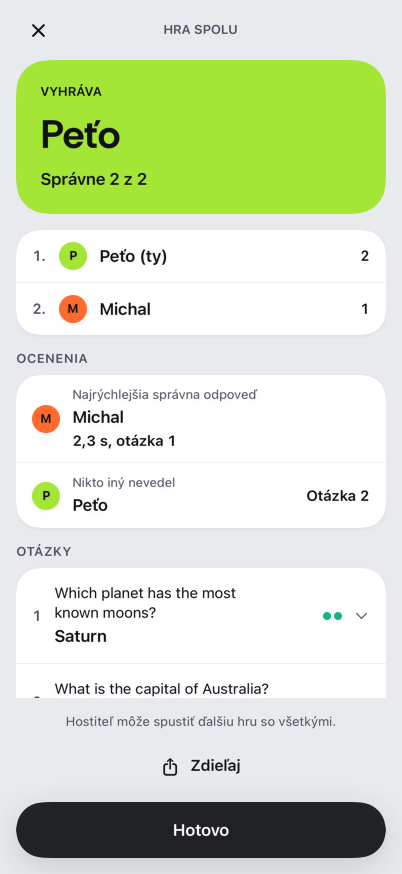 HRA SPOLU
VYHRÁVA
Peťo
Správne 2 z 2
1. P Peťo (ty) 2
2. M Michal 1
OCENENIA
Najrýchlejšia správna odpoveď
M Michal
2,3 s, otázka 1
Nikto iný nevedel
P Peťo Otázka 2
OTÁZKY
Which planet has the most
1 known moons?
Saturn
What is the capital of Australia?
Hostiteľ môže spustiť ďalšiu hru so všetkými.
Zdieľaj
Hotovo